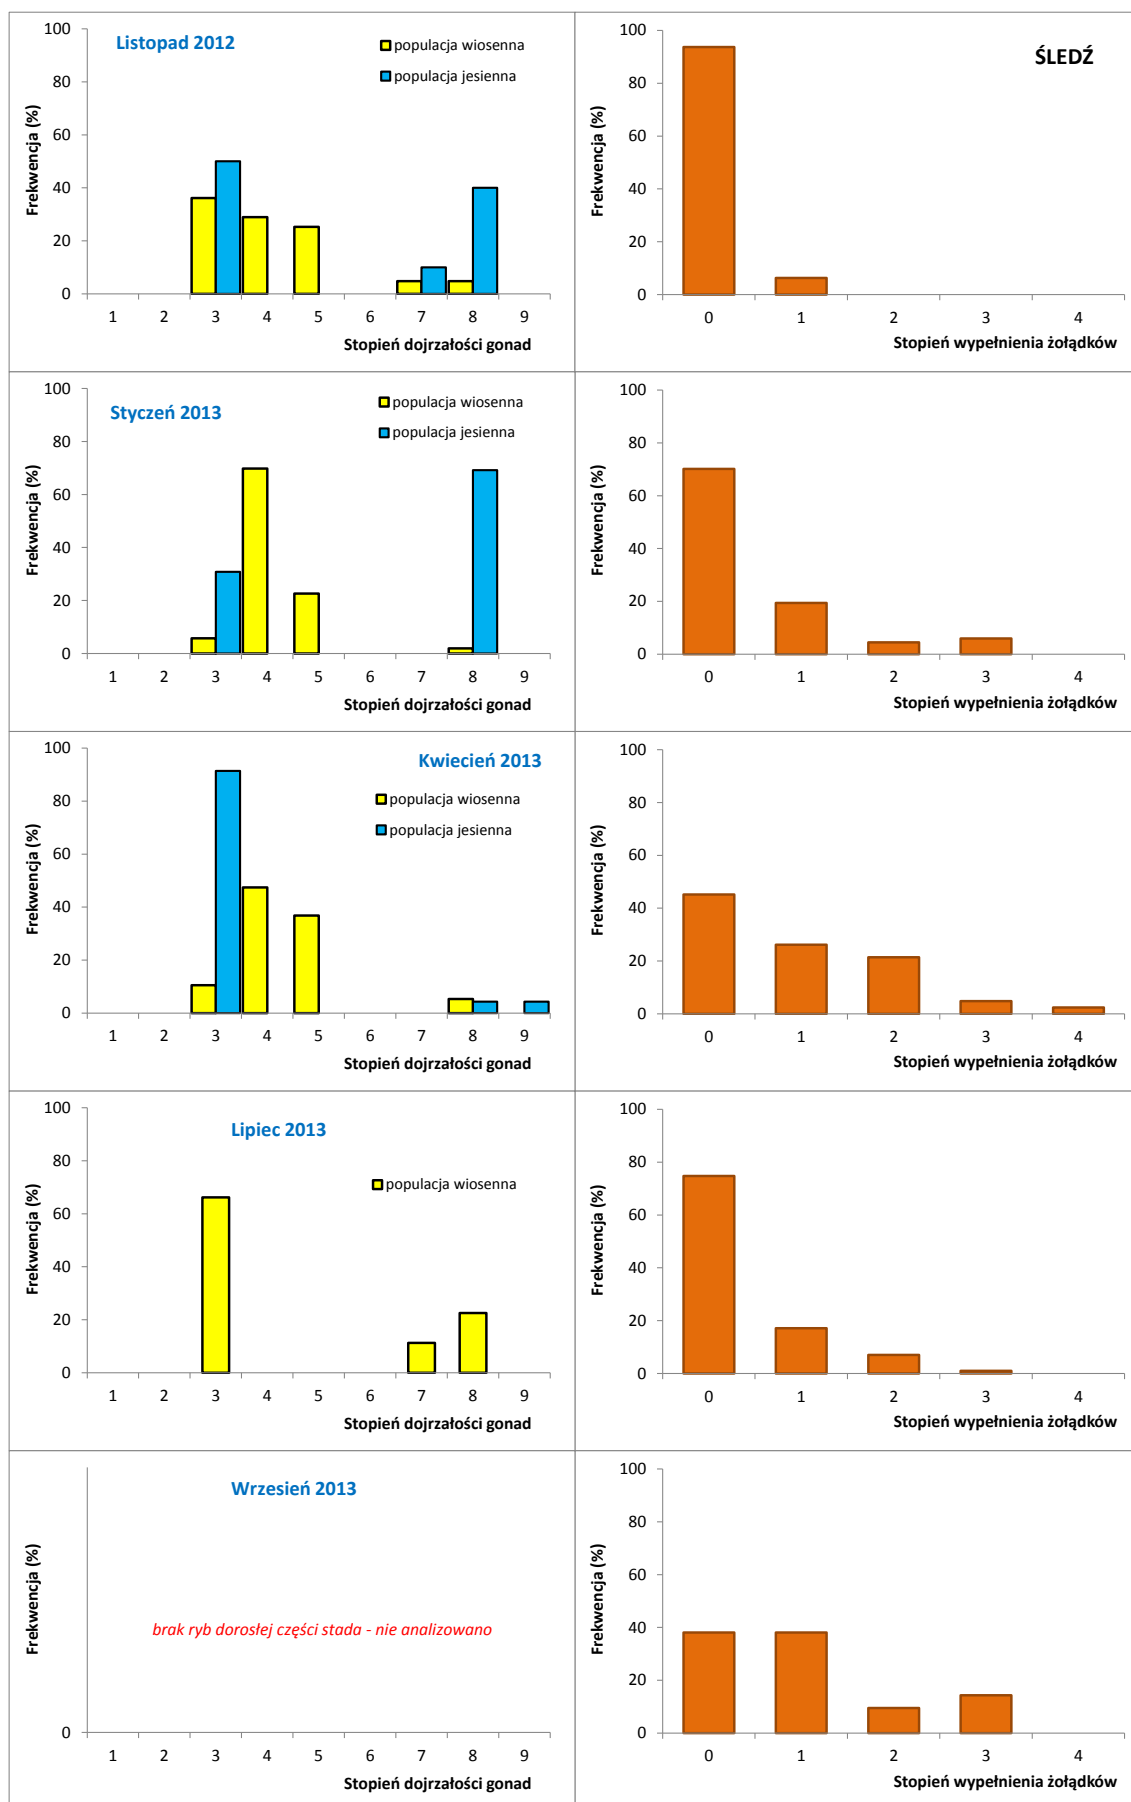 Listopad 2012
populacja wiosenna
populacja jesienna
Frekwencja (%)
100
80
60
40
20
0
1 2 3 4 5 6 7 8 9
Stopień dojrzałości gonad
ŚLEDŹ
Frekwencja (%)
100
80
60
40
20
0
0 1 2 3 4
Stopień wypełnienia żołądków
Styczeń 2013
populacja wiosenna
populacja jesienna
Frekwencja (%)
100
80
60
40
20
0
1 2 3 4 5 6 7 8 9
Stopień dojrzałości gonad
Frekwencja (%)
100
80
60
40
20
0
0 1 2 3 4
Stopień wypełnienia żołądków
Kwiecień 2013
populacja wiosenna
populacja jesienna
Frekwencja (%)
100
80
60
40
20
0
1 2 3 4 5 6 7 8 9
Stopień dojrzałości gonad
Frekwencja (%)
100
80
60
40
20
0
0 1 2 3 4
Stopień wypełnienia żołądków
Lipiec 2013
populacja wiosenna
Frekwencja (%)
100
80
60
40
20
0
1 2 3 4 5 6 7 8 9
Stopień dojrzałości gonad
Frekwencja (%)
100
80
60
40
20
0
0 1 2 3 4
Stopień wypełnienia żołądków
Wrzesień 2013
Frekwencja (%)
brak ryb dorosłej części stada - nie analizowano
0
1 2 3 4 5 6 7 8 9
Stopień dojrzałości gonad
Frekwencja (%)
100
80
60
40
20
0
0 1 2 3 4
Stopień wypełnienia żołądków